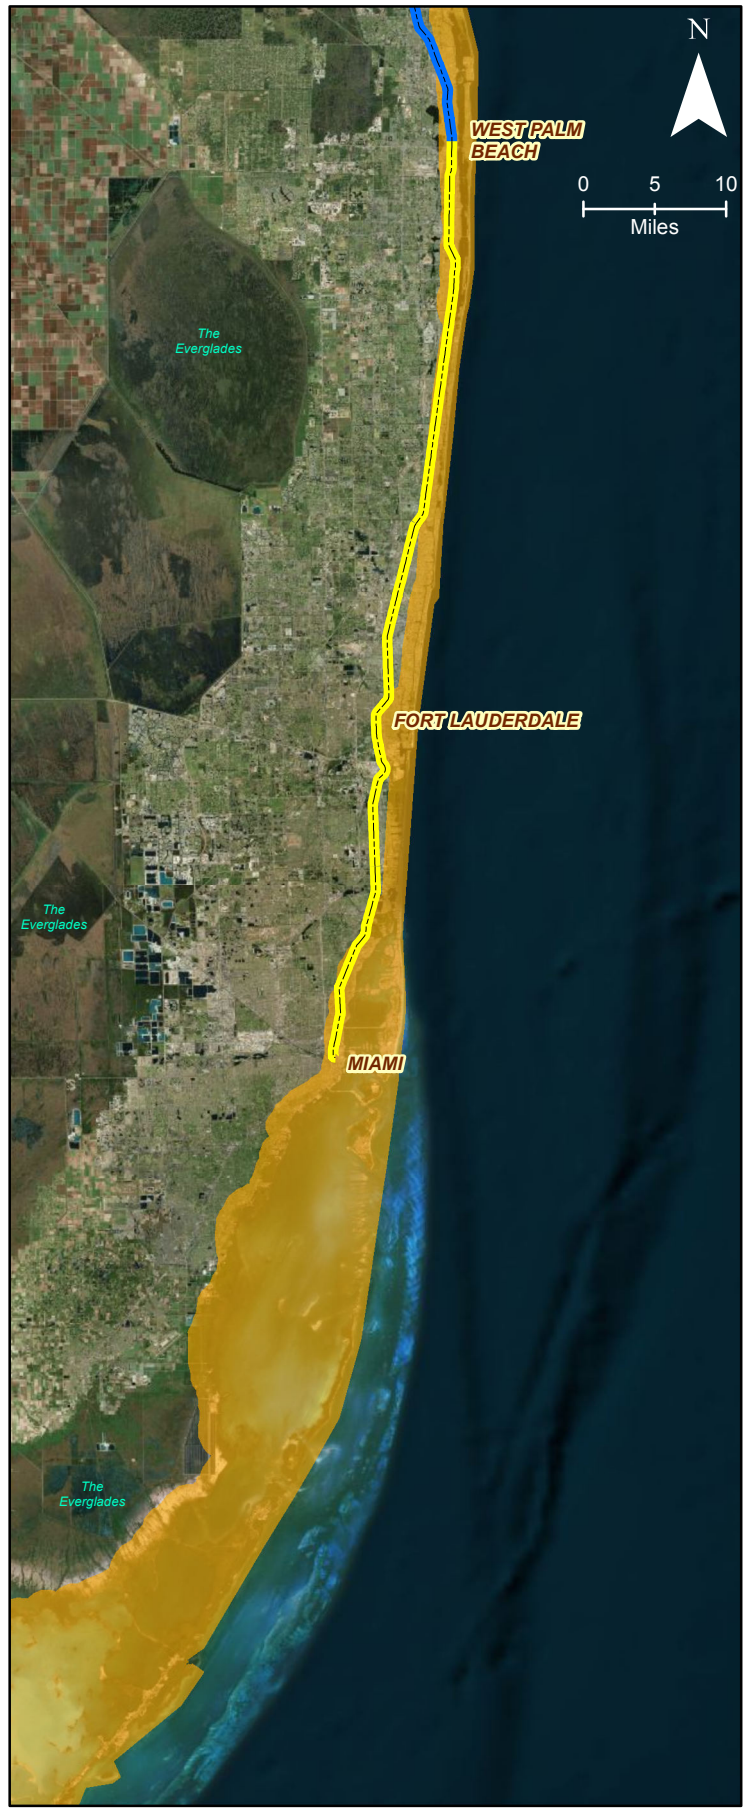 N
WEST PALM
BEACH
0 5 10
Miles
The
Everglades
FORT LAUDERDALE
The
Everglades
MIAMI
The
Everglades